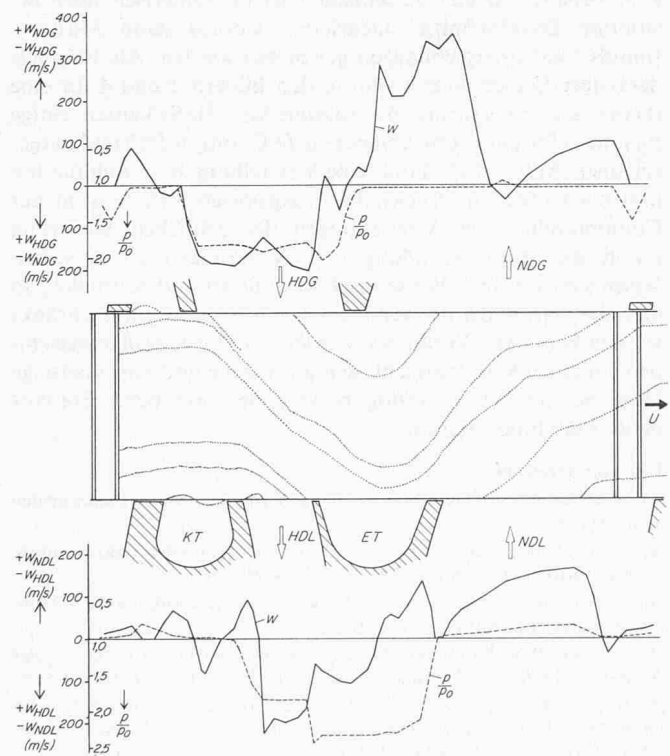 +W_NDG
−W_HDG
(m/s)
400
300
200
100
0
100
200
0,5
1,0
1,5
2,0
p/p₀
+W_HDG
−W_NDG
(m/s)
W
p/p₀
HDG
NDG
U
KT
HDL
ET
NDL
+W_NDL
−W_HDL
(m/s)
200
100
0
100
200
0,5
1,0
1,5
2,0
2,5
p/p₀
+W_HDL
−W_NDL
(m/s)
W
p/p₀